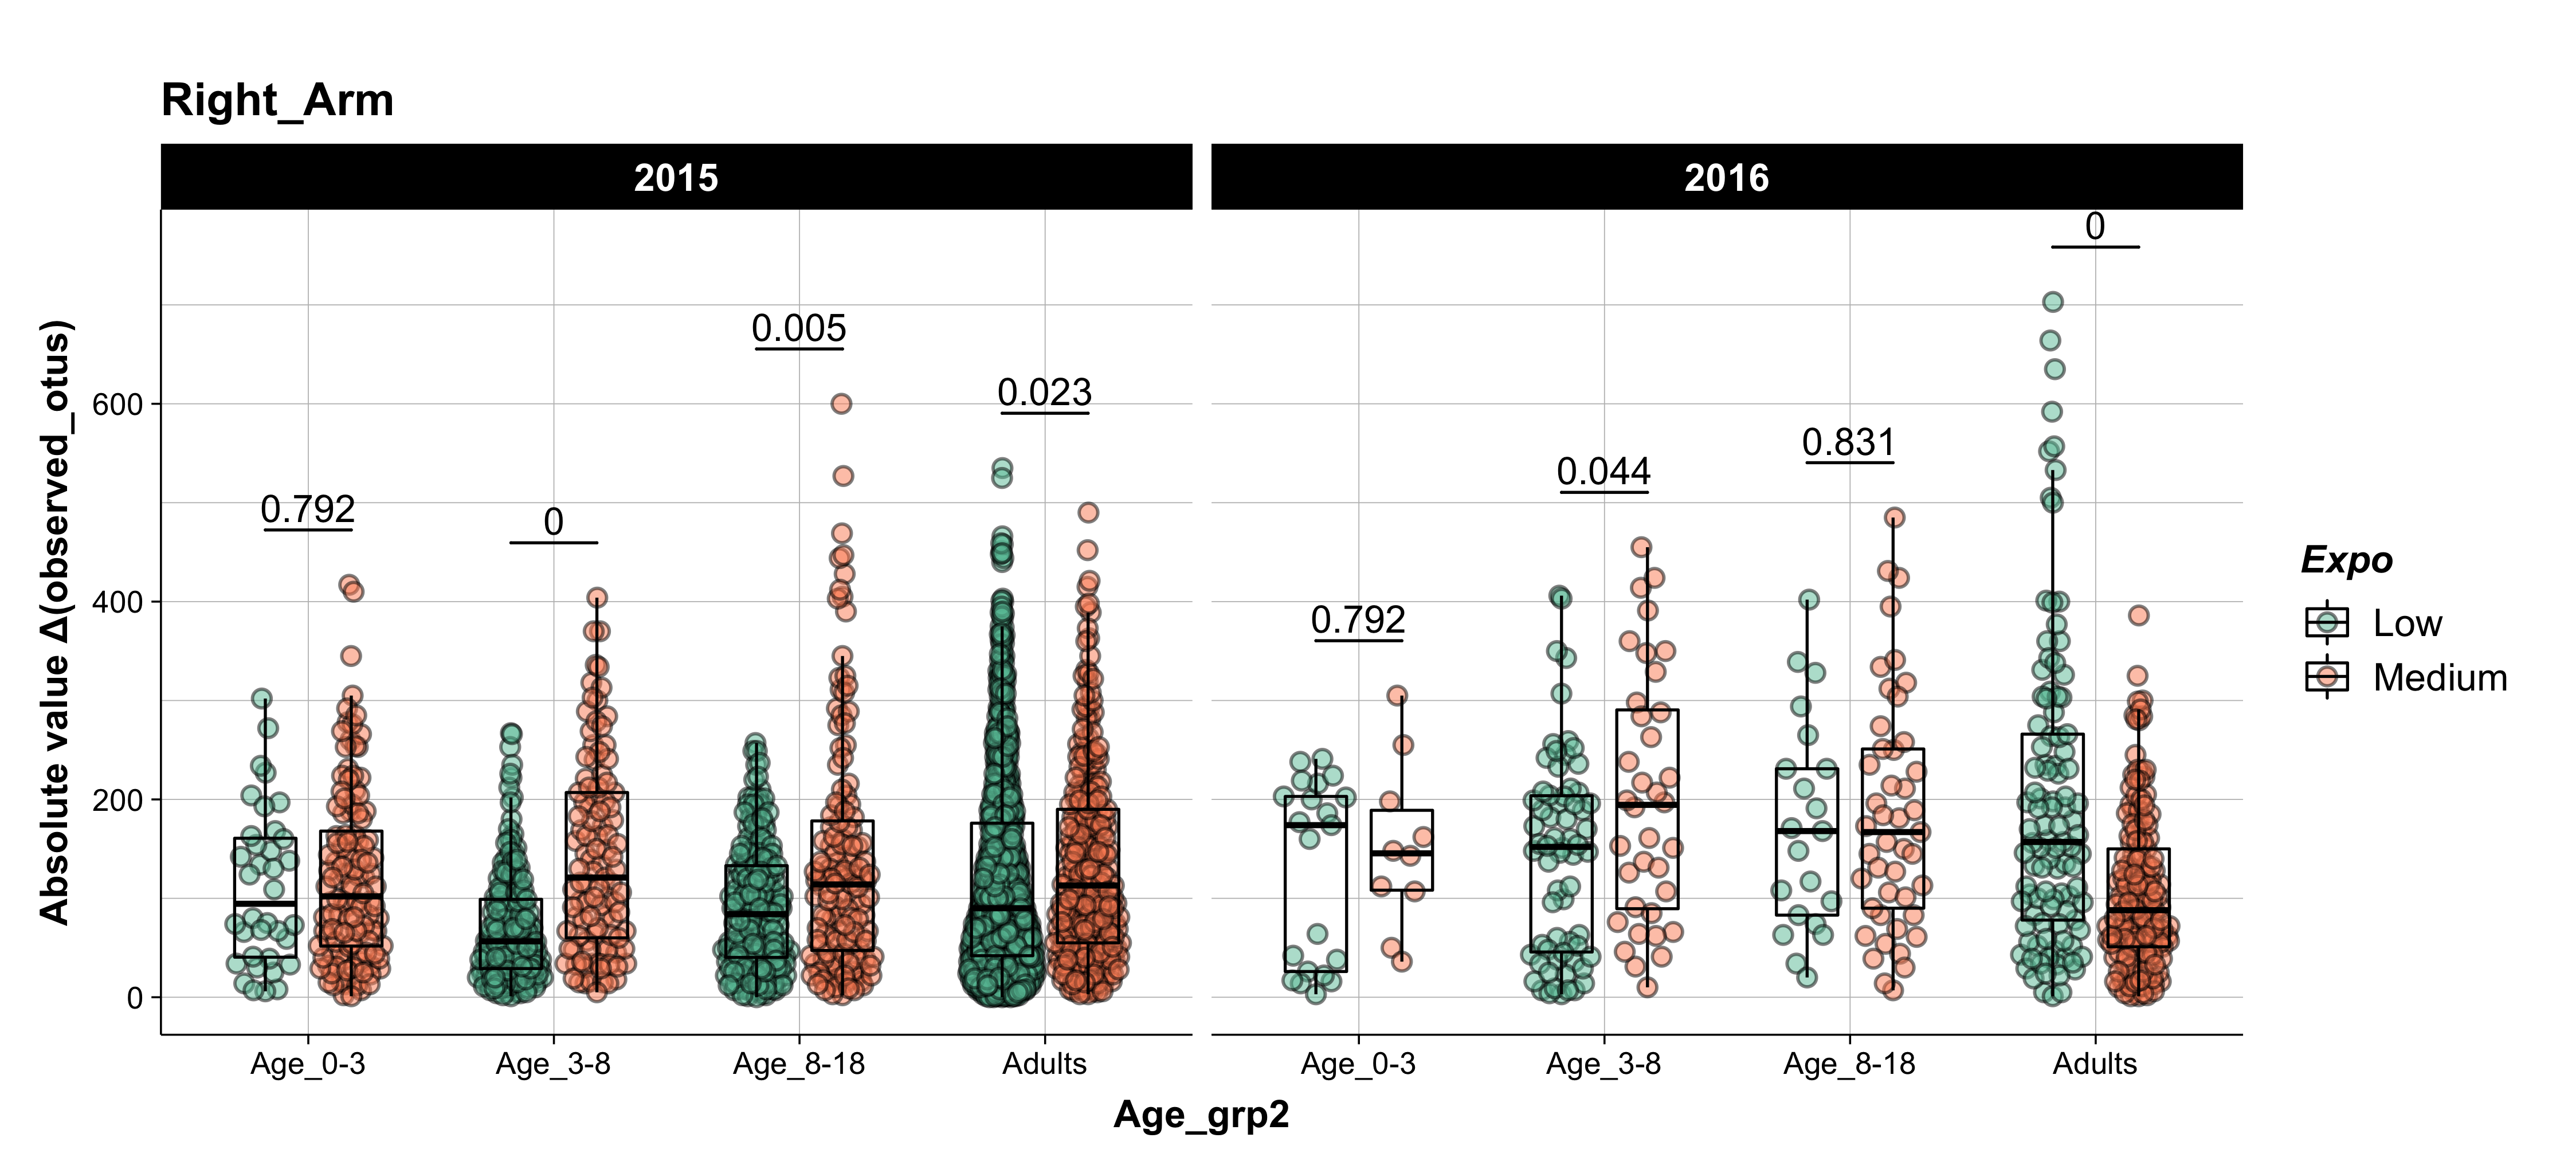 Right_Arm
2015
2016
Absolute value Δ(observed_otus)
600
400
200
0
0.792
0
0.005
0.023
0.792
0.044
0.831
0
Age_0-3
Age_3-8
Age_8-18
Adults
Age_0-3
Age_3-8
Age_8-18
Adults
Age_grp2
Expo
Low
Medium